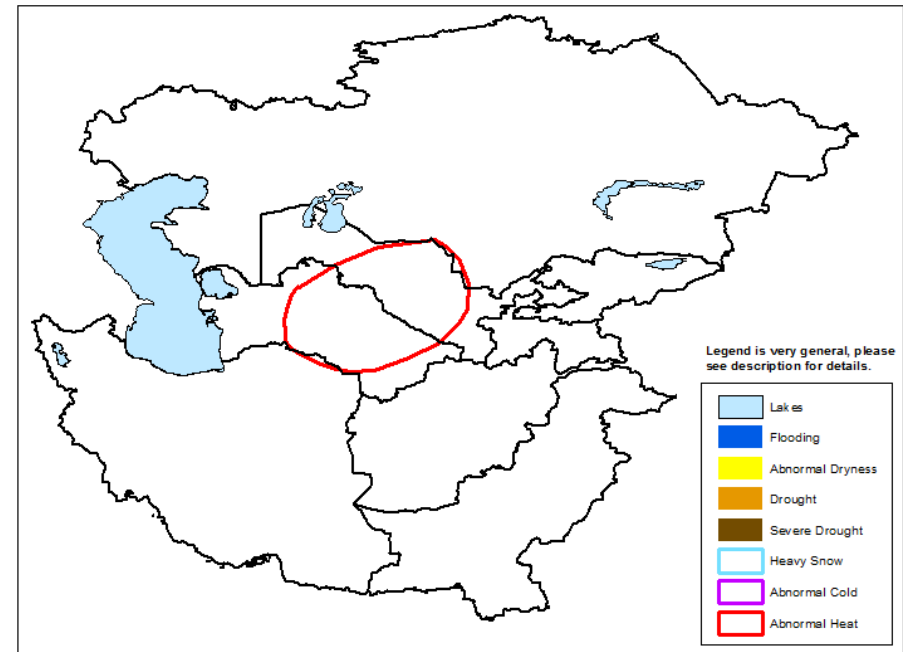 Legend is very general, please
see description for details.
Lakes
Flooding
Abnormal Dryness
Drought
Severe Drought
Heavy Snow
Abnormal Cold
Abnormal Heat